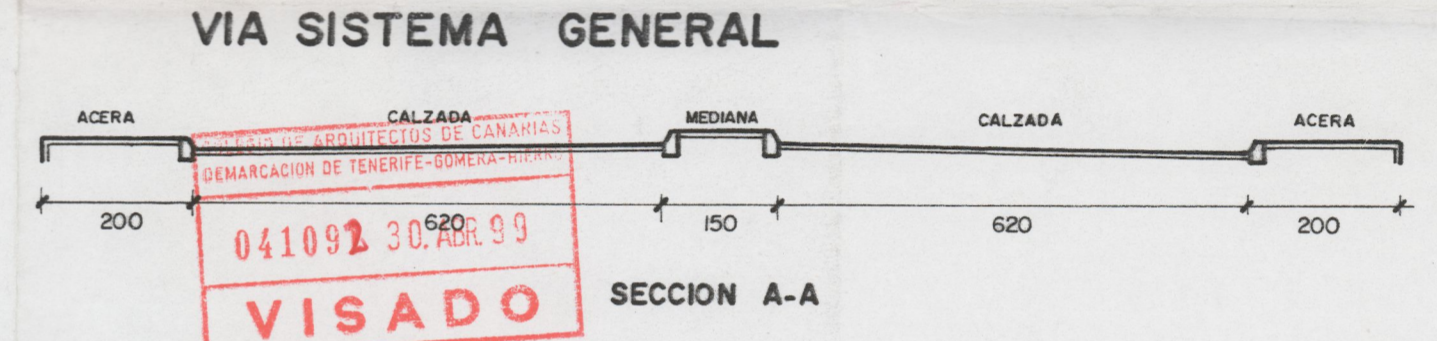 VIA SISTEMA GENERAL
ACERA CALZADA MEDIANA CALZADA ACERA
COLEGIO DE ARQUITECTOS DE CANARIAS
DEMARCACION DE TENERIFE-GOMERA-HIERRO
200 620 150 620 200
041092 30. ABR. 99
VISADO
SECCION A-A